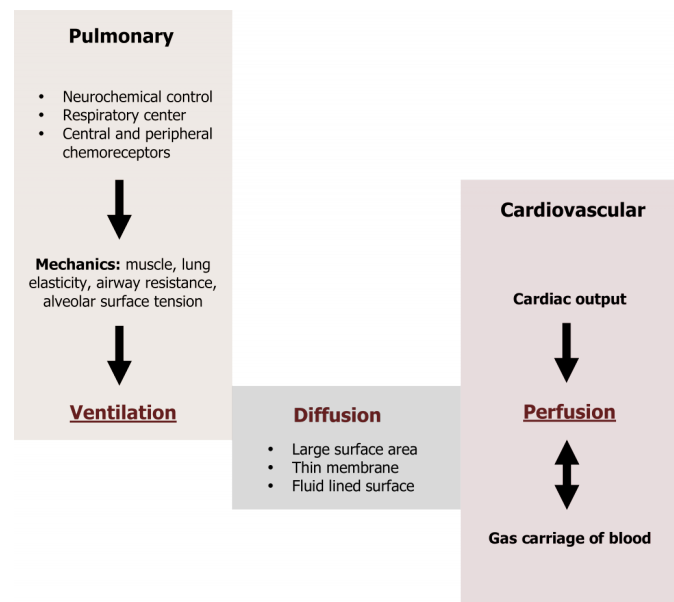 Pulmonary
• Neurochemical control
• Respiratory center
• Central and peripheral
chemoreceptors
Mechanics: muscle, lung
elasticity, airway resistance,
alveolar surface tension
Ventilation
Diffusion
• Large surface area
• Thin membrane
• Fluid lined surface
Cardiovascular
Cardiac output
Perfusion
Gas carriage of blood